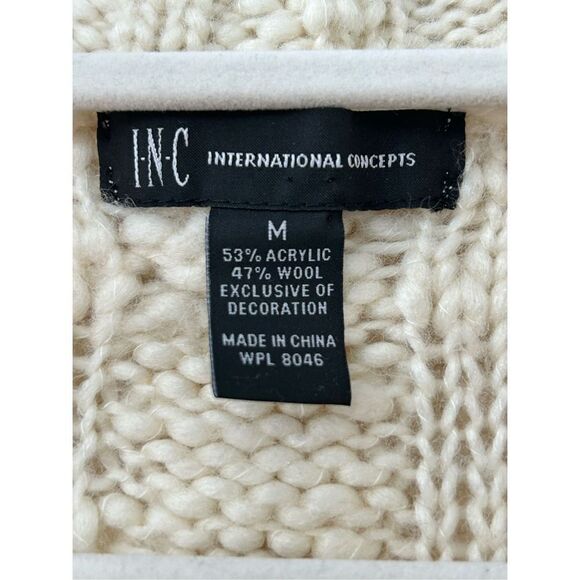 I·N·C INTERNATIONAL CONCEPTS
M
53% ACRYLIC
47% WOOL
EXCLUSIVE OF
DECORATION
MADE IN CHINA
WPL 8046